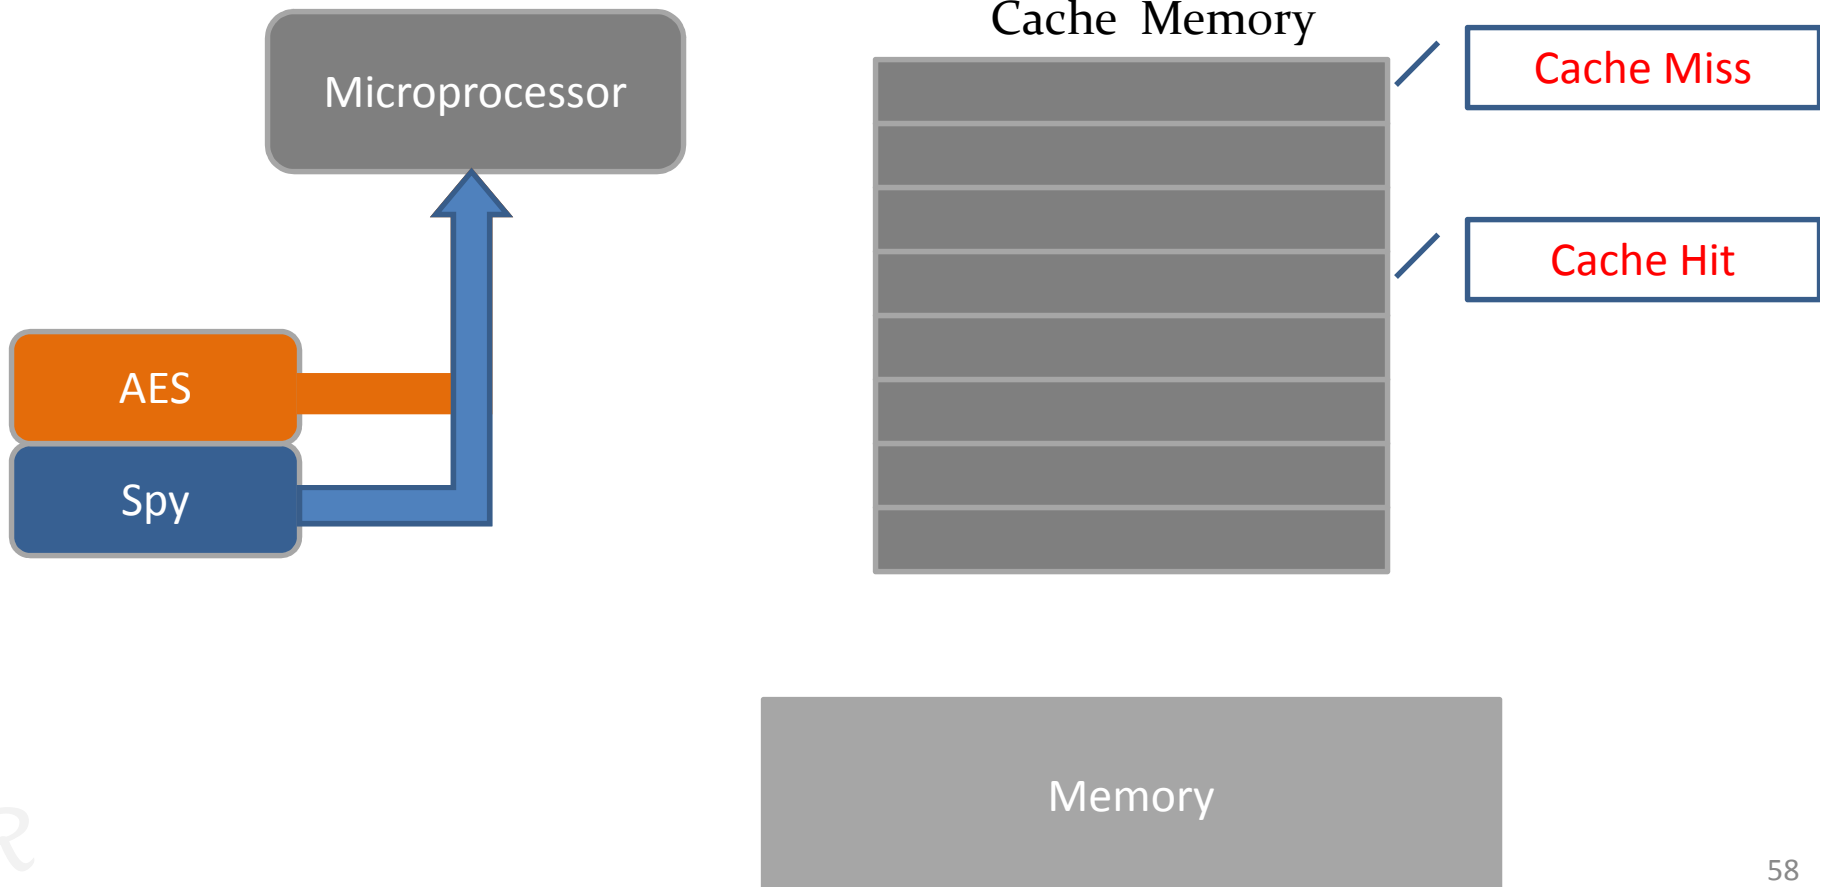 Cache Memory
Microprocessor
Cache Miss
Cache Hit
AES
Spy
Memory
R
58